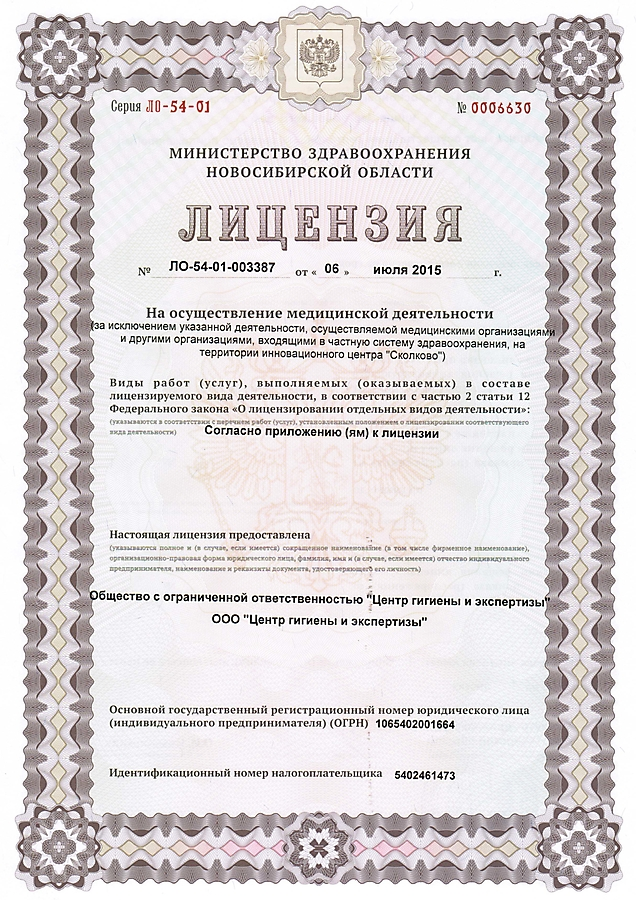 Серия ЛО-54-01 № 0006630
МИНИСТЕРСТВО ЗДРАВООХРАНЕНИЯ
НОВОСИБИРСКОЙ ОБЛАСТИ
ЛИЦЕНЗИЯ
№ ЛО-54-01-003387 от « 06 » июля 2015 г.
На осуществление медицинской деятельности
(за исключением указанной деятельности, осуществляемой медицинскими организациями
и другими организациями, входящими в частную систему здравоохранения, на
территории инновационного центра "Сколково")
Виды работ (услуг), выполняемых (оказываемых) в составе
лицензируемого вида деятельности, в соответствии с частью 2 статьи 12
Федерального закона «О лицензировании отдельных видов деятельности»:
(указываются в соответствии с перечнем работ (услуг), установленным положением о лицензировании соответствующего
вида деятельности) Согласно приложению (ям) к лицензии
Настоящая лицензия предоставлена
(указываются полное и (в случае, если имеется) сокращенное наименование (в том числе фирменное наименование),
организационно-правовая форма юридического лица, фамилия, имя и (в случае, если имеется) отчество индивидуального
предпринимателя, наименование и реквизиты документа, удостоверяющего его личность)
Общество с ограниченной ответственностью "Центр гигиены и экспертизы"
ООО "Центр гигиены и экспертизы"
Основной государственный регистрационный номер юридического лица
(индивидуального предпринимателя) (ОГРН) 1065402001664
Идентификационный номер налогоплательщика 5402461473